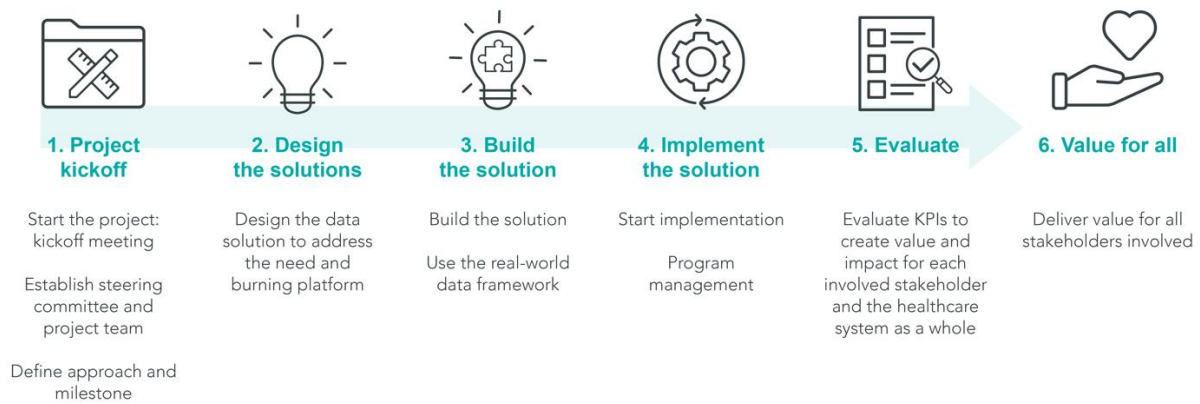 1. Project
kickoff
Start the project:
kickoff meeting
Establish steering
committee and
project team
Define approach and
milestone
2. Design
the solutions
Design the data
solution to address
the need and
burning platform
3. Build
the solution
Build the solution
Use the real-world
data framework
4. Implement
the solution
Start implementation
Program
management
5. Evaluate
Evaluate KPIs to
create value and
impact for each
involved stakeholder
and the healthcare
system as a whole
6. Value for all
Deliver value for all
stakeholders involved